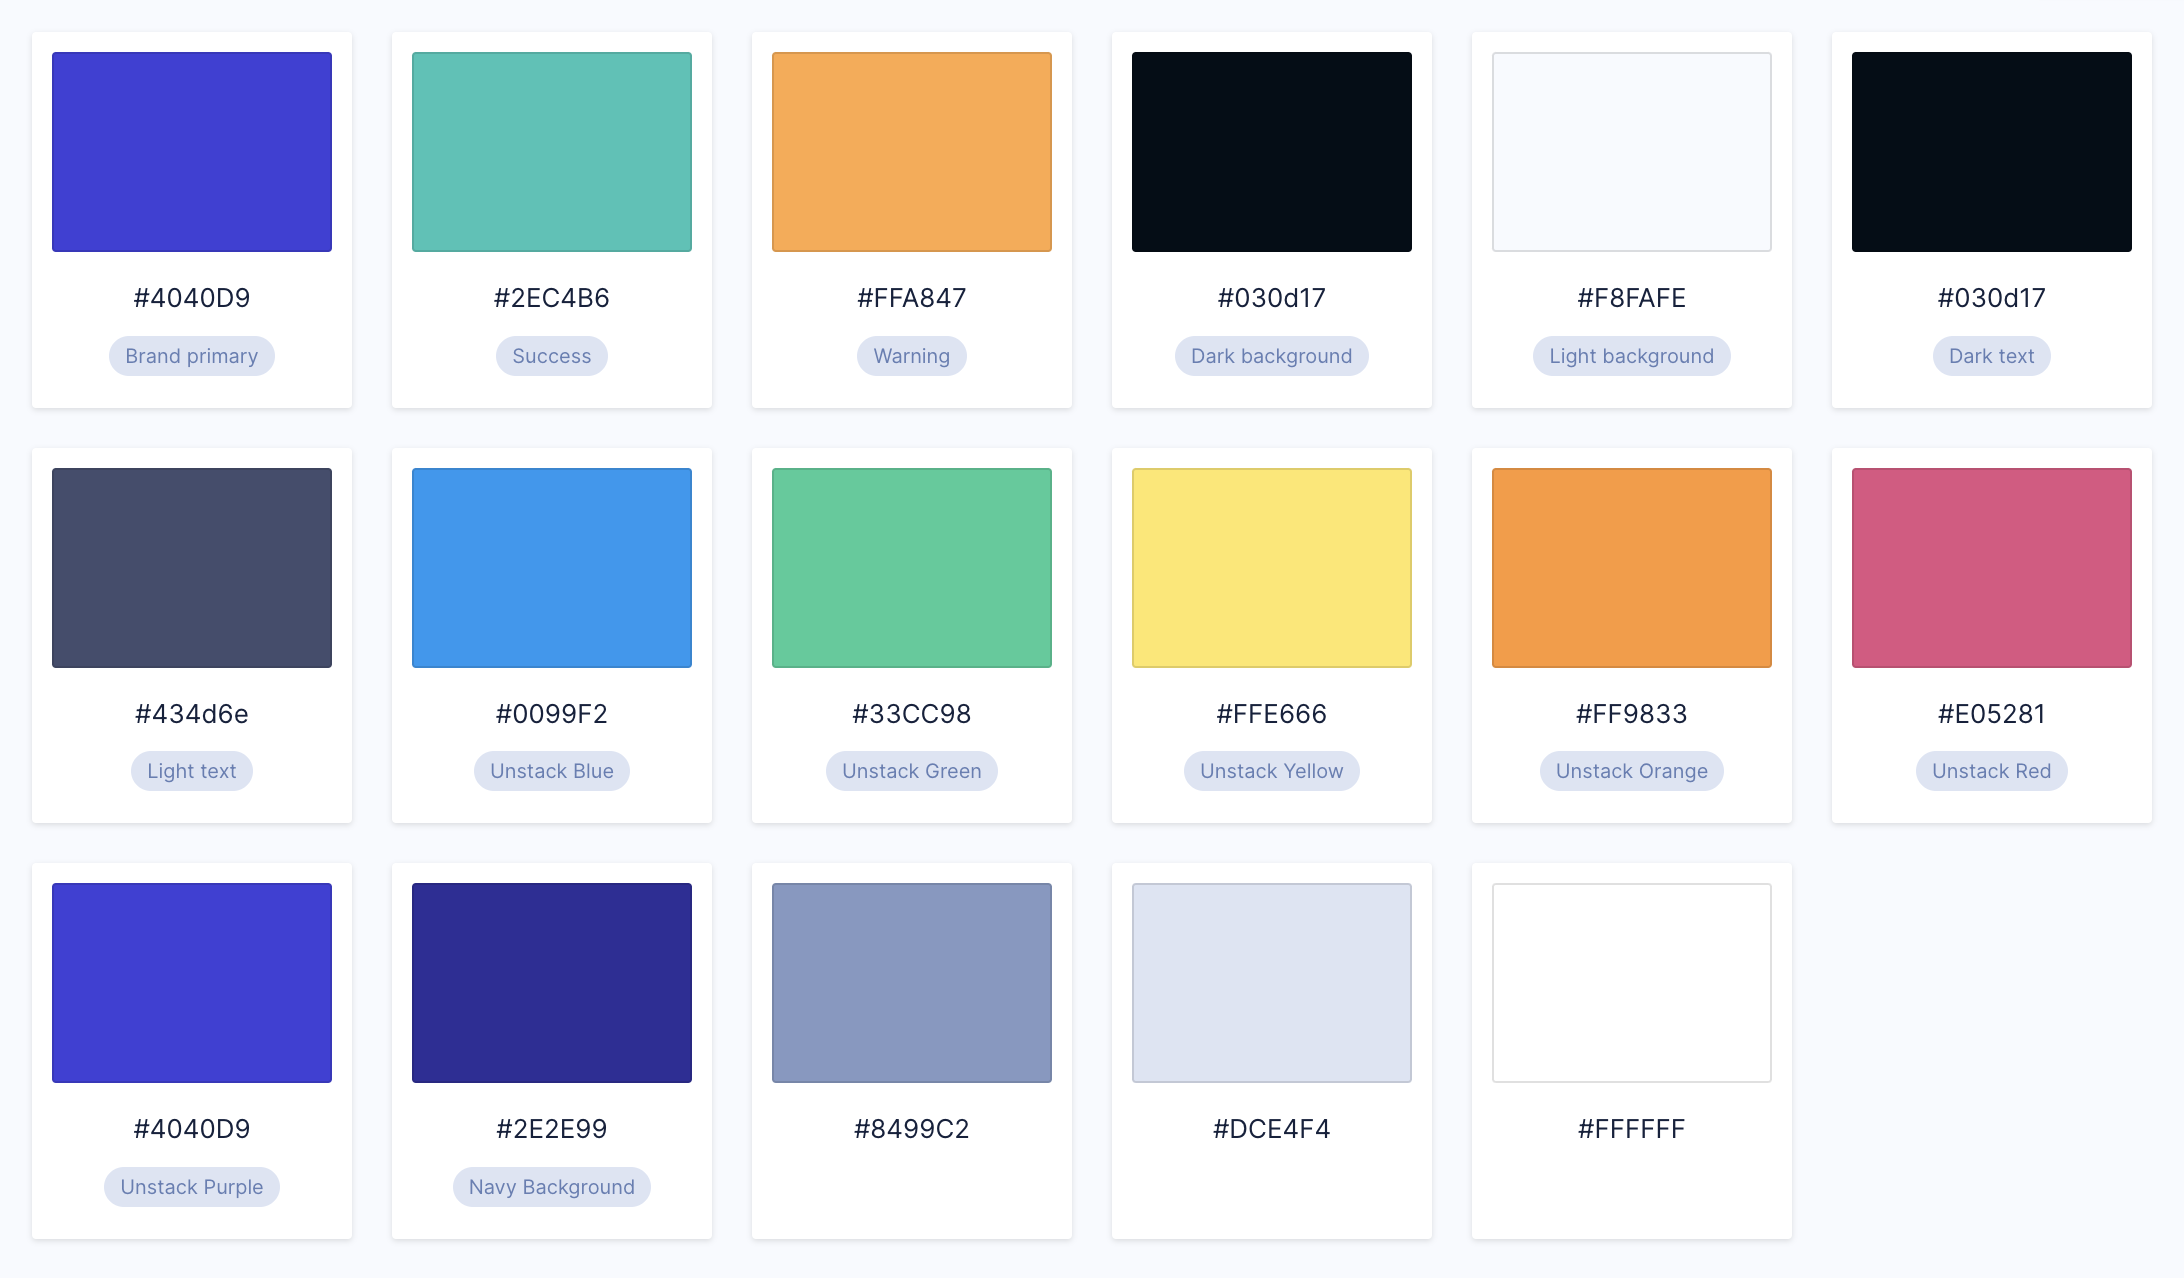 #4040D9
Brand primary
#2EC4B6
Success
#FFA847
Warning
#030d17
Dark background
#F8FAFE
Light background
#030d17
Dark text
#434d6e
Light text
#0099F2
Unstack Blue
#33CC98
Unstack Green
#FFE666
Unstack Yellow
#FF9833
Unstack Orange
#E05281
Unstack Red
#4040D9
Unstack Purple
#2E2E99
Navy Background
#8499C2
#DCE4F4
#FFFFFF